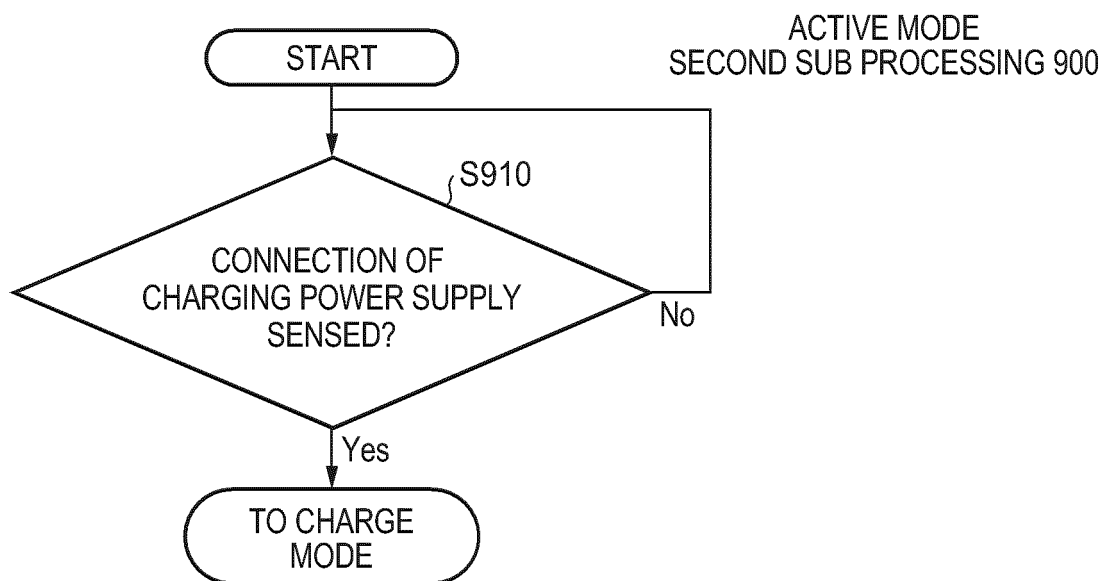 ACTIVE MODE
SECOND SUB PROCESSING 900
START
S910
CONNECTION OF
CHARGING POWER SUPPLY
SENSED?
No
Yes
TO CHARGE
MODE